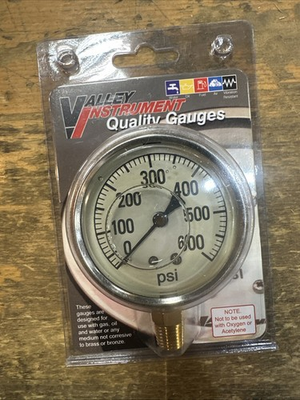 VALLEY
INSTRUMENT
Quality Gauges
300
200
400
100
500
0
600
psi
These
gauges are
designed for
use with gas, oil
and water or any
medium not corrosive
to brass or bronze.
NOTE:
Not to be used
with Oxygen or
Acetylene